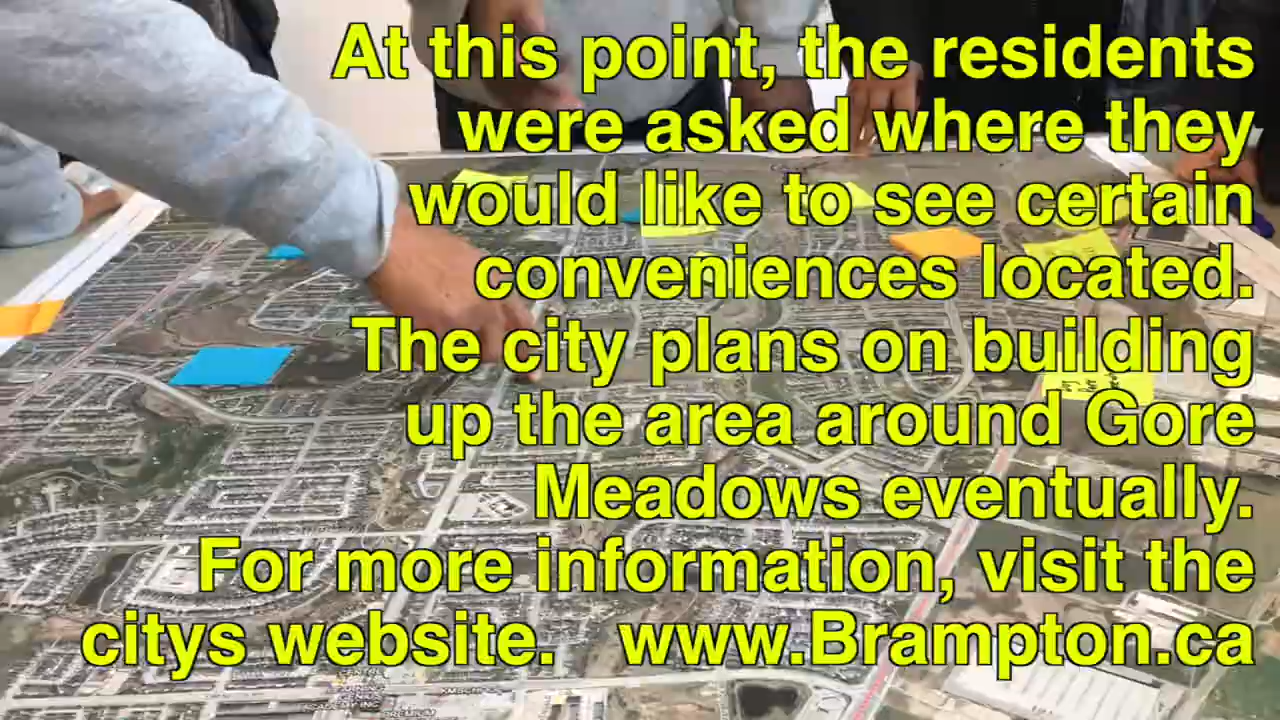 At this point, the residents
were asked where they
would like to see certain
conveniences located.
The city plans on building
up the area around Gore
Meadows eventually.
For more information, visit the
citys website. www.Brampton.ca